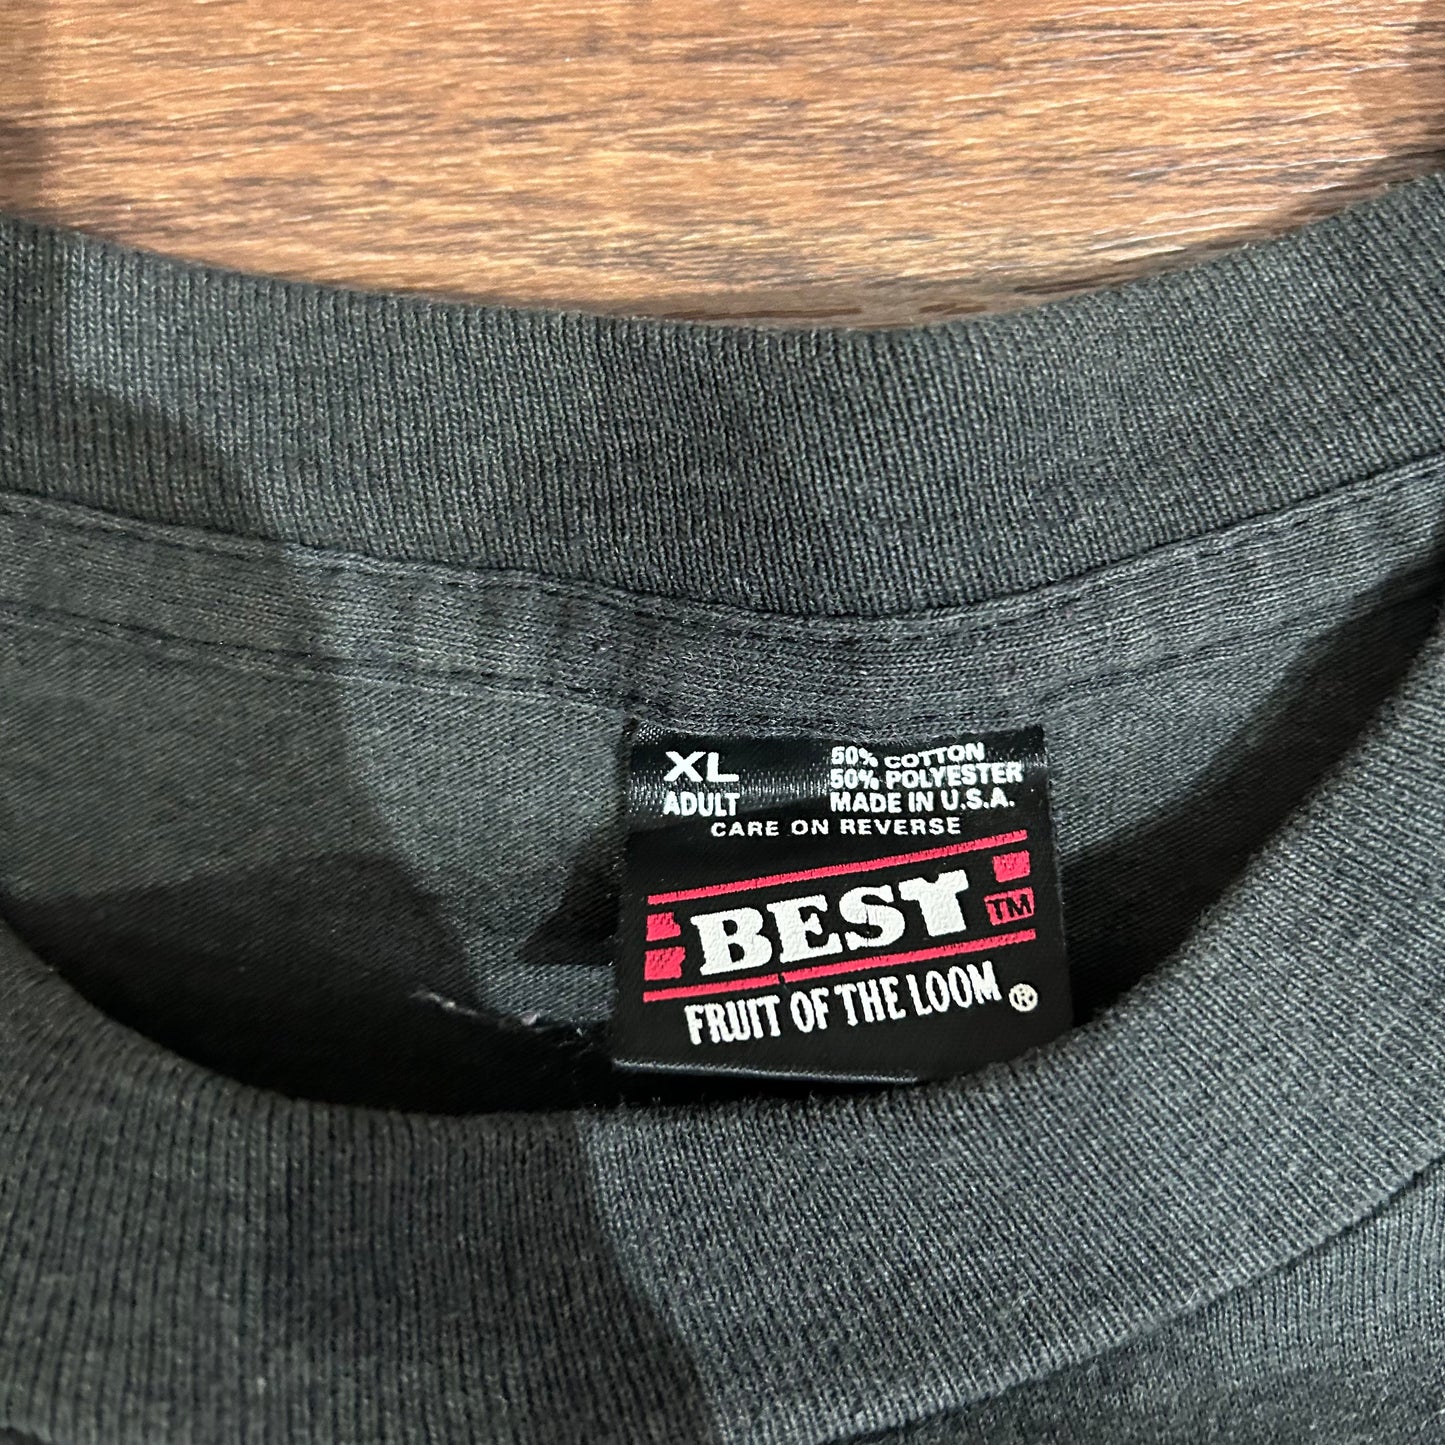 XL
ADULT
50% COTTON
50% POLYESTER
MADE IN U.S.A.
CARE ON REVERSE
BEST TM
FRUIT OF THE LOOM ®